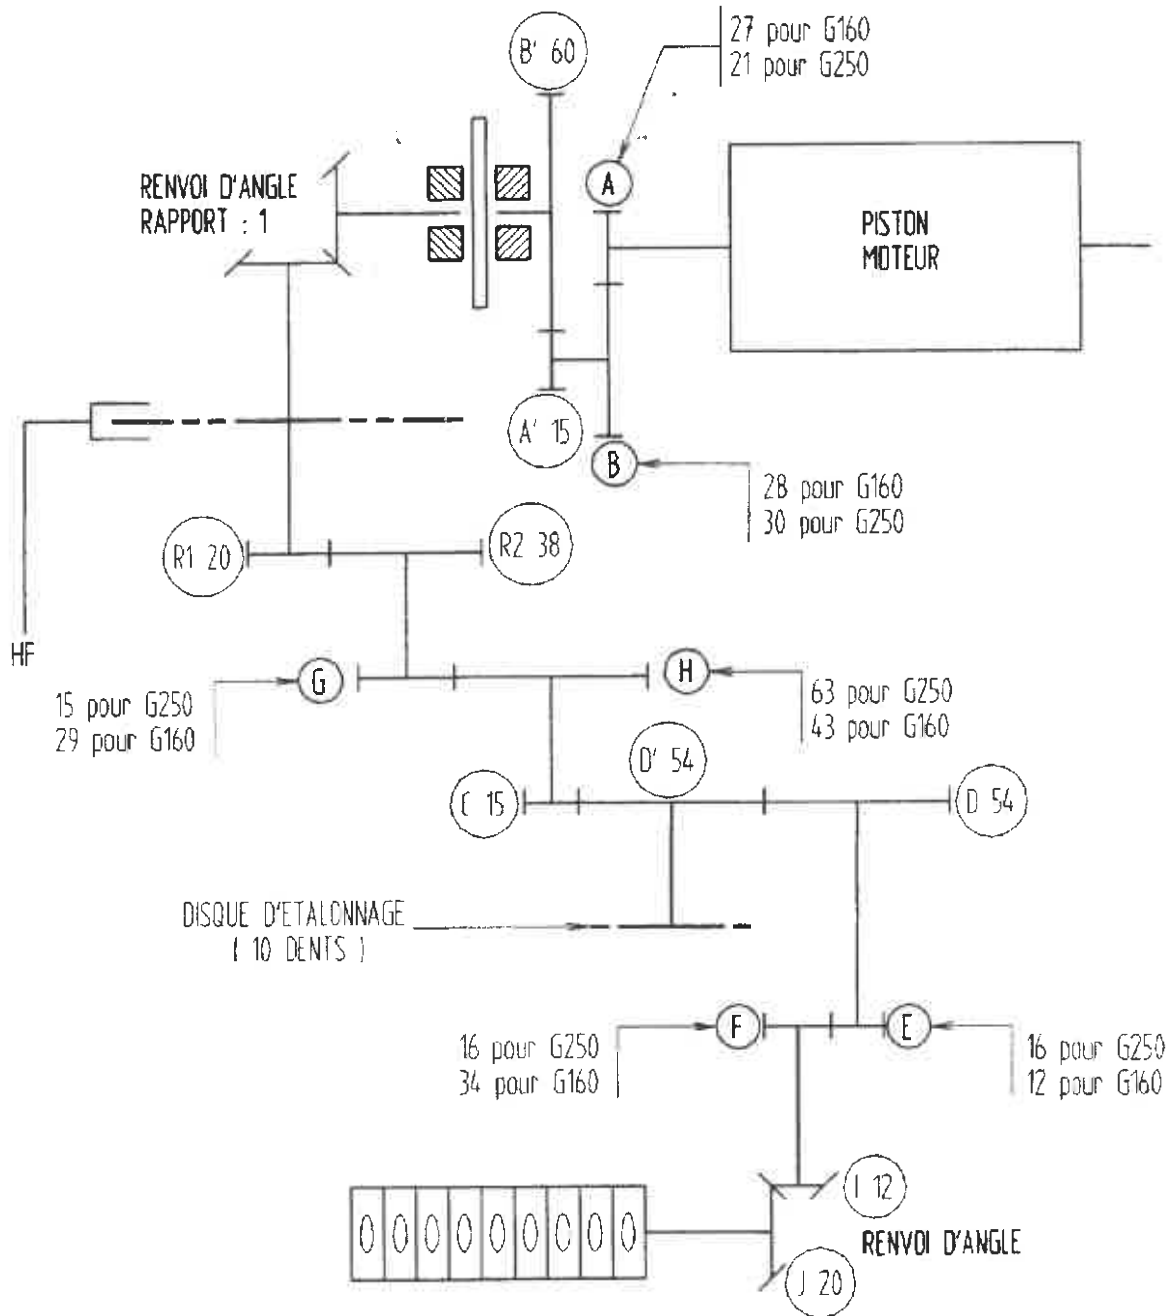 B' 60
27 pour G160
21 pour G250
A
RENVOI D'ANGLE
RAPPORT : 1
PISTON
MOTEUR
A' 15
B
28 pour G160
30 pour G250
R1 20
R2 38
HF
G
15 pour G250
29 pour G160
H
63 pour G250
43 pour G160
D' 54
C 15
D 54
DISQUE D'ETALONNAGE
( 10 DENTS )
F
E
16 pour G250
34 pour G160
16 pour G250
12 pour G160
I 12
RENVOI D'ANGLE
J 20
0 0 0 0 0 0 0 0 0